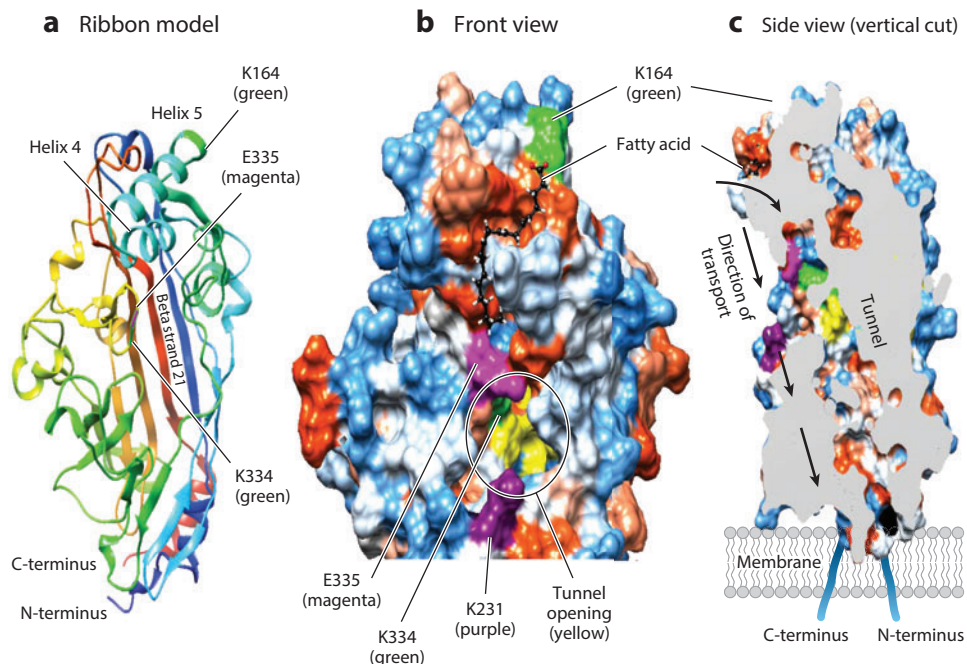 a Ribbon model
K164
(green)
Helix 5
Helix 4
E335
(magenta)
Beta strand 21
K334
(green)
C-terminus
N-terminus
b Front view
K164
(green)
Fatty acid
E335
(magenta)
K334
(green)
K231
(purple)
Tunnel
opening
(yellow)
c Side view (vertical cut)
Direction of
transport
Tunnel
Membrane
C-terminus
N-terminus